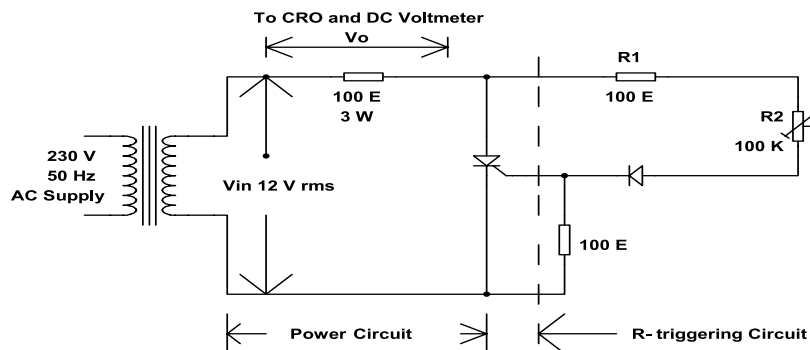 To CRO and DC Voltmeter
Vo
R1
100 E
3 W
100 E
R2
100 K
230 V
50 Hz
AC Supply
Vin 12 V rms
100 E
Power Circuit
R- triggering Circuit